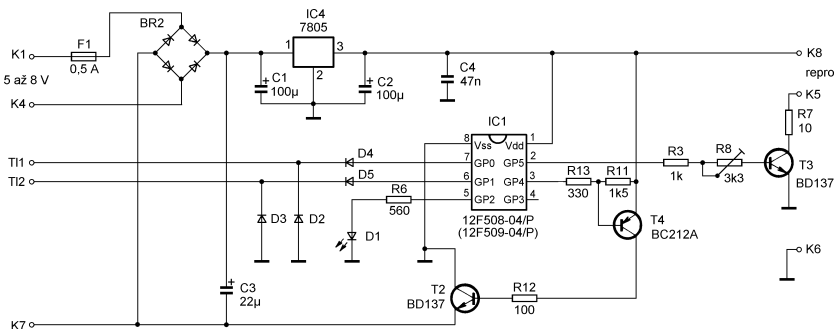 BR2
IC4
7805
K1
F1
0,5 A
1
3
2
K8
repro
5 až 8 V
+
C1
100µ
+
C2
100µ
C4
47n
K4
K5
R7
10
IC1
8
Vss
Vdd
1
TI1
D4
7
GP0
GP5
2
R3
1k
R8
3k3
T3
BD137
TI2
D5
6
GP1
GP4
3
R13
330
R11
1k5
R6
560
5
GP2
GP3
4
12F508-04/P
(12F509-04/P)
D3
D2
D1
T4
BC212A
K6
+
C3
22µ
T2
BD137
R12
100
K7